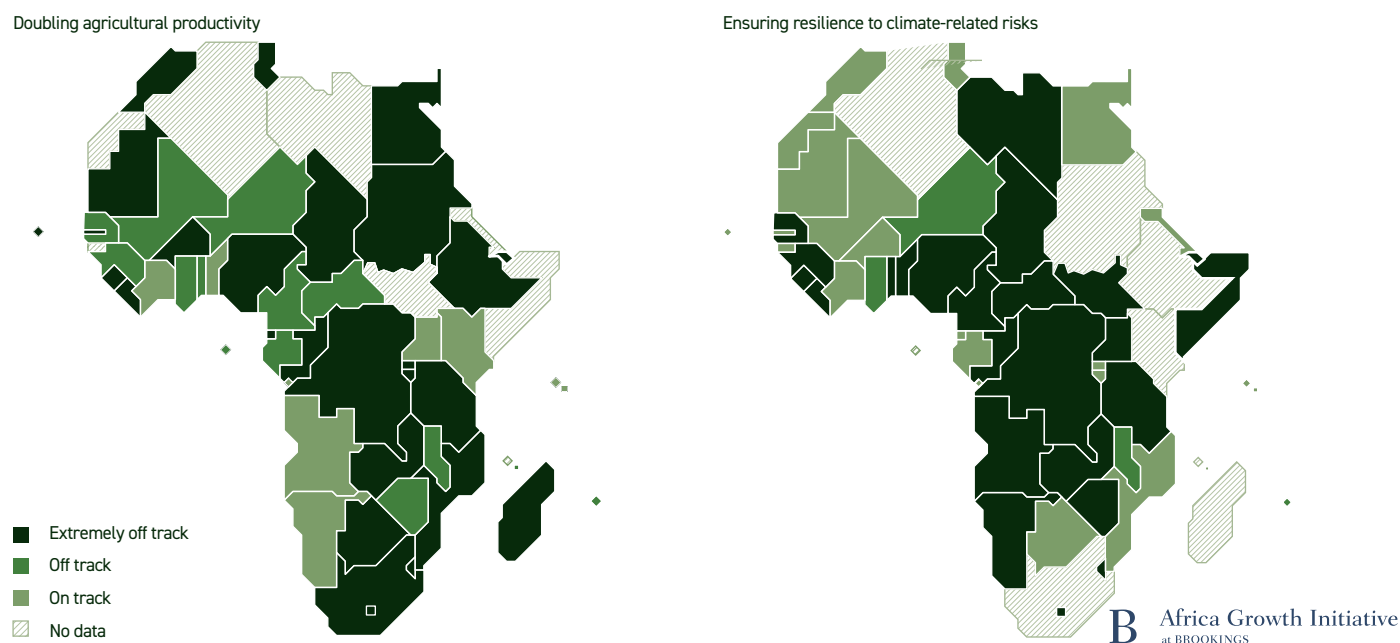 Doubling agricultural productivity
Ensuring resilience to climate-related risks
Extremely off track
Off track
On track
No data
B Africa Growth Initiative
at BROOKINGS